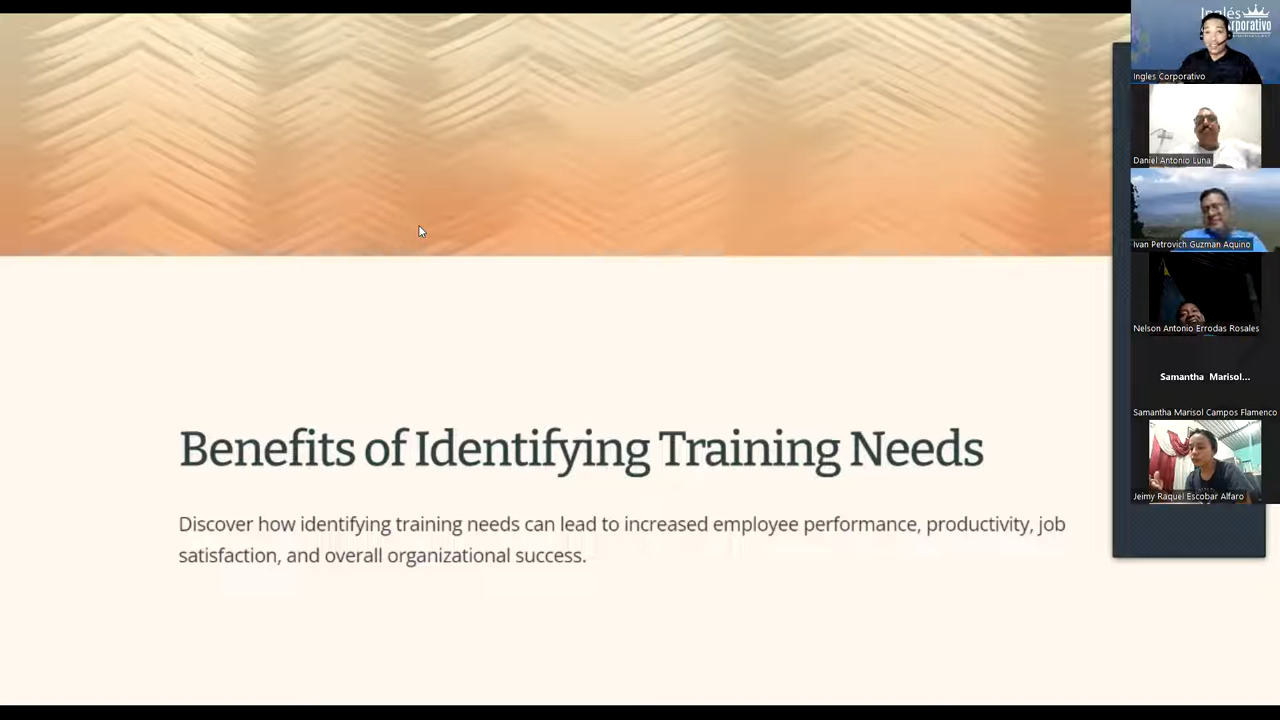 Inglés
Corporativo
Ingles Corporativo
Daniel Antonio Luna
Ivan Petrovich Guzman Aquino
Nelson Antonio Errodas Rosales
Samantha Marisol...
Samantha Marisol Campos Flamenco
Jeimy Raquel Escobar Alfaro
Benefits of Identifying Training Needs
Discover how identifying training needs can lead to increased employee performance, productivity, job
satisfaction, and overall organizational success.